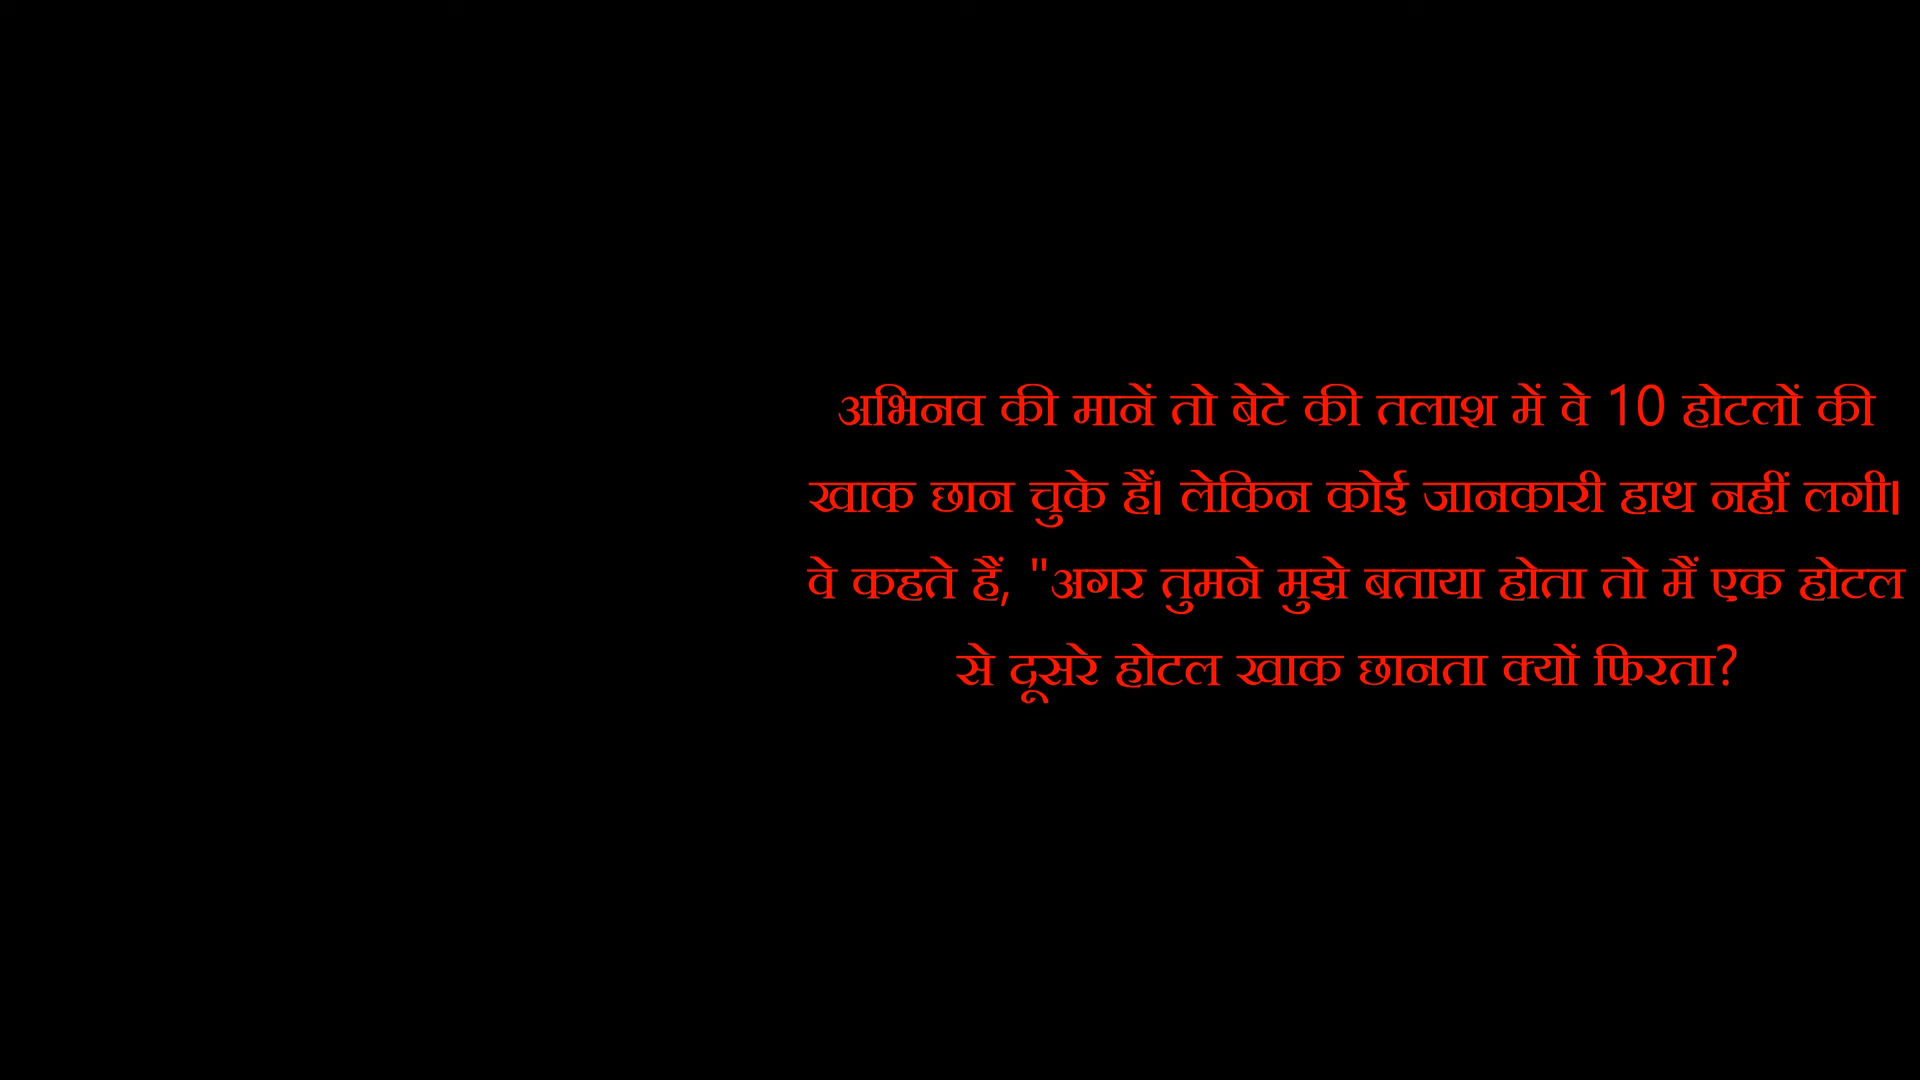 अभिनव की मानें तो बेटे की तलाश में वे 10 होटलों की
खाक छान चुके हैं। लेकिन कोई जानकारी हाथ नहीं लगी।
वे कहते हैं, "अगर तुमने मुझे बताया होता तो मैं एक होटल
से दूसरे होटल खाक छानता क्यों फिरता?